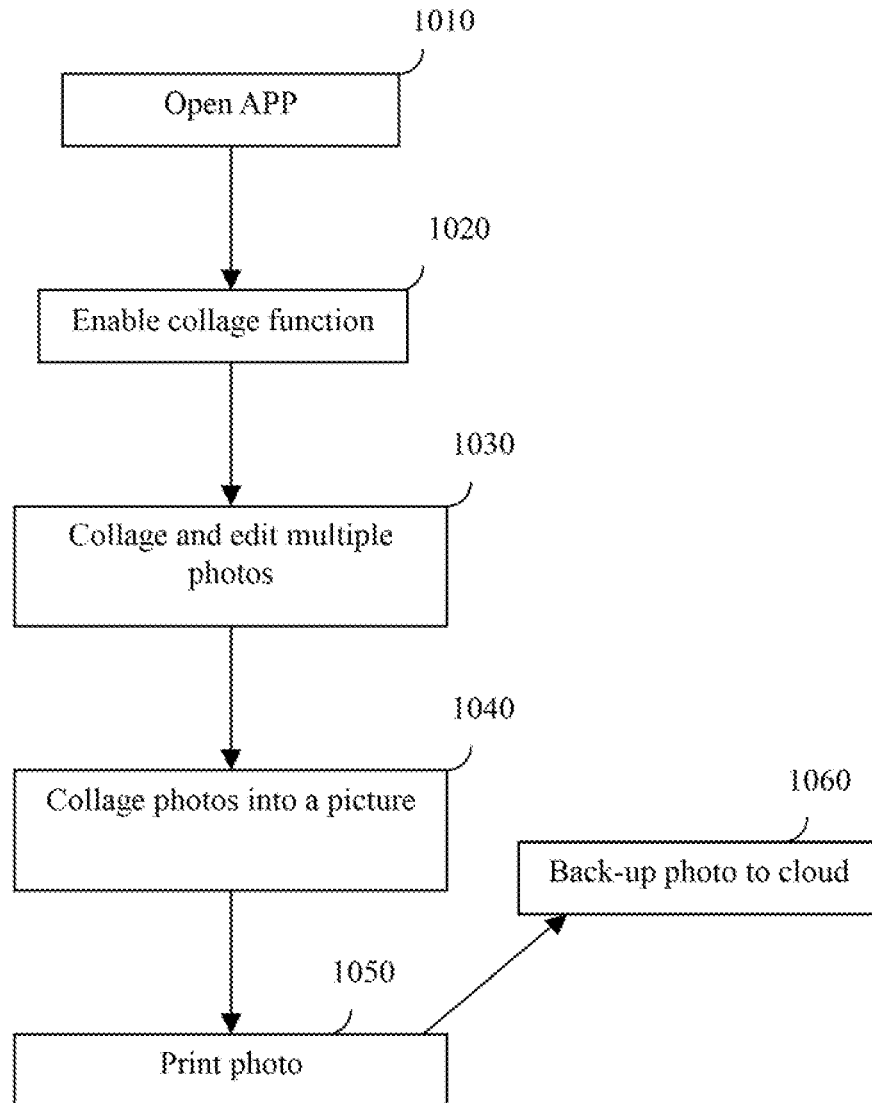 1010
Open APP
1020
Enable collage function
1030
Collage and edit multiple
photos
1040
Collage photos into a picture
1060
Back-up photo to cloud
1050
Print photo